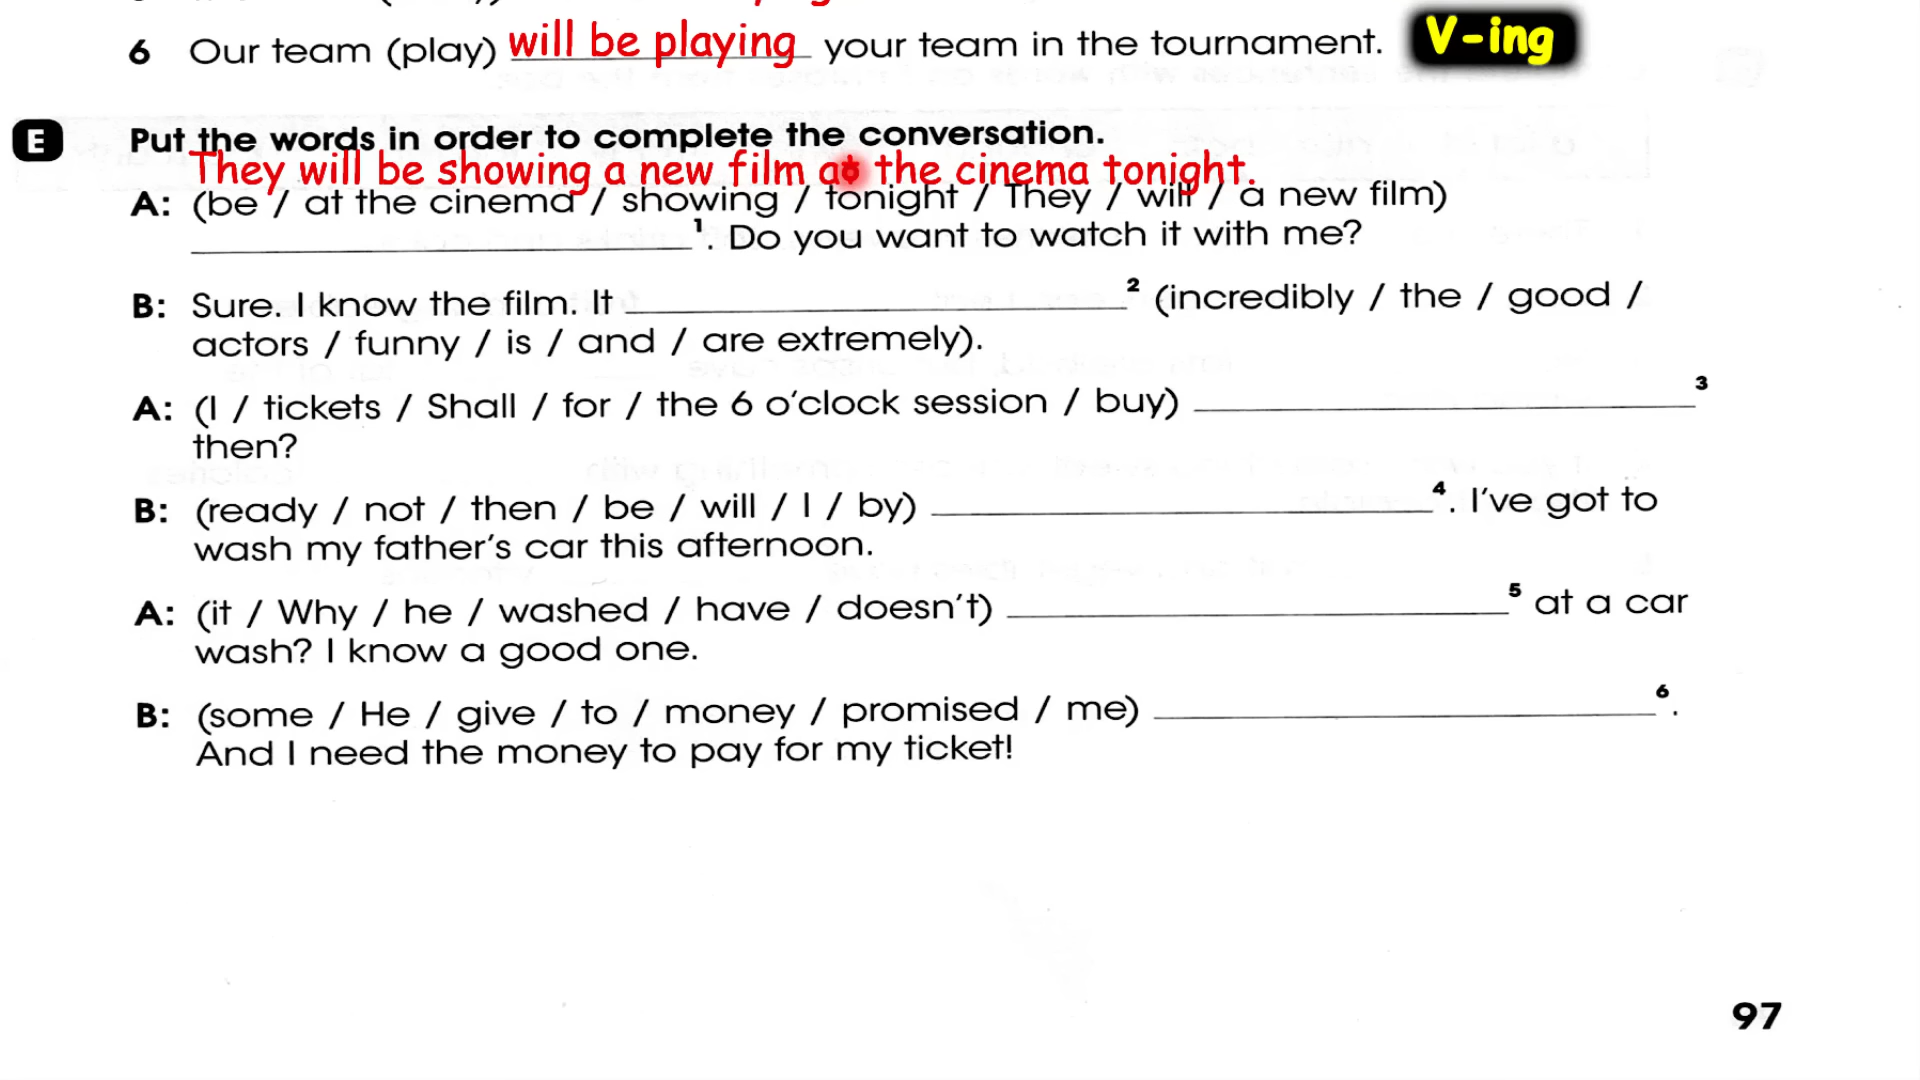 6 Our team (play) will be playing your team in the tournament. V-ing
E Put the words in order to complete the conversation.
They will be showing a new film at the cinema tonight.
A: (be / at the cinema / showing / tonight / They / will / a new film)
____________________ 1. Do you want to watch it with me?
B: Sure. I know the film. It ____________________ 2 (incredibly / the / good /
actors / funny / is / and / are extremely).
A: (I / tickets / Shall / for / the 6 o'clock session / buy) ____________________ 3
then?
B: (ready / not / then / be / will / I / by) ____________________ 4. I've got to
wash my father's car this afternoon.
A: (it / Why / he / washed / have / doesn't) ____________________ 5 at a car
wash? I know a good one.
B: (some / He / give / to / money / promised / me) ____________________ 6.
And I need the money to pay for my ticket!
97